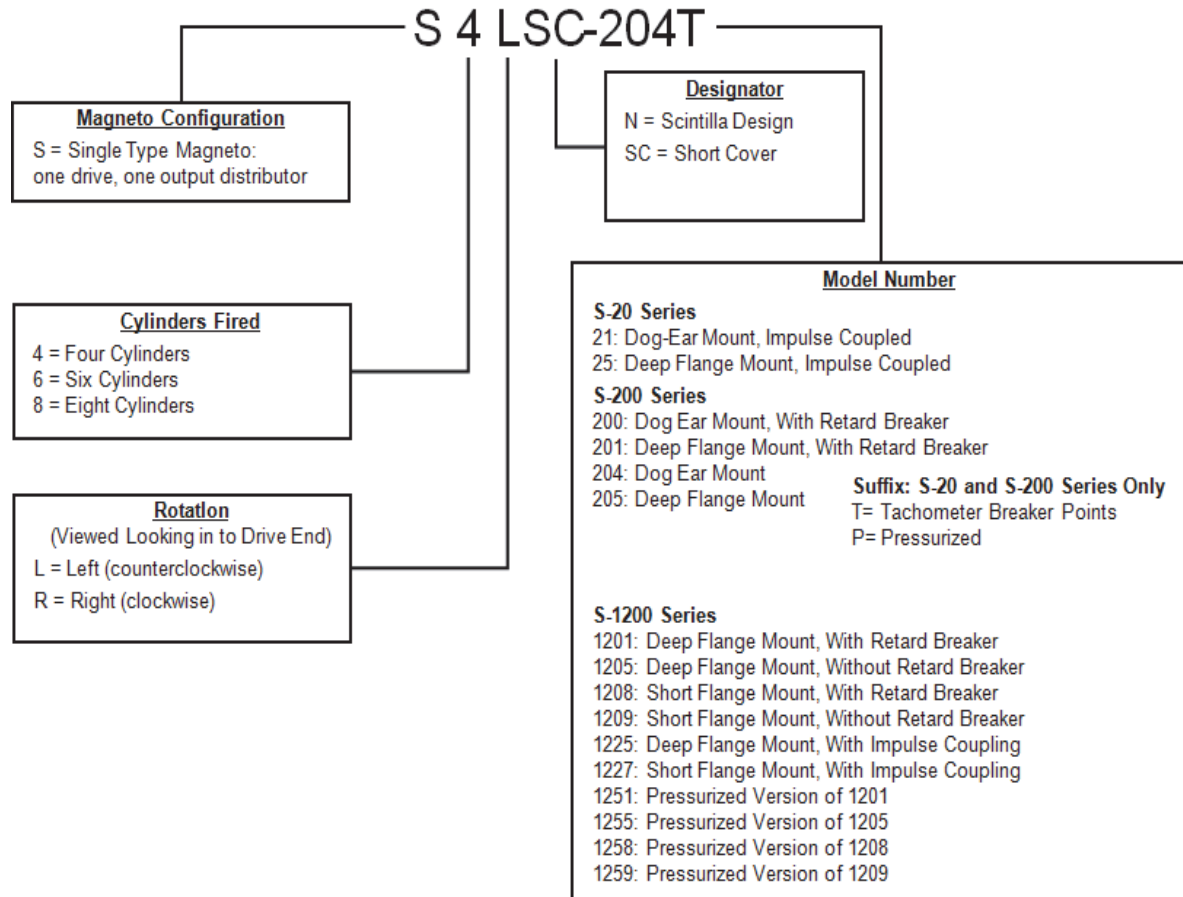 S 4 LSC-204T
Magneto Configuration
S = Single Type Magneto:
one drive, one output distributor
Designator
N = Scintilla Design
SC = Short Cover
Cylinders Fired
4 = Four Cylinders
6 = Six Cylinders
8 = Eight Cylinders
Rotation
(Viewed Looking in to Drive End)
L = Left (counterclockwise)
R = Right (clockwise)
Model Number
S-20 Series
21: Dog-Ear Mount, Impulse Coupled
25: Deep Flange Mount, Impulse Coupled
S-200 Series
200: Dog Ear Mount, With Retard Breaker
201: Deep Flange Mount, With Retard Breaker
204: Dog Ear Mount
205: Deep Flange Mount
Suffix: S-20 and S-200 Series Only
T= Tachometer Breaker Points
P= Pressurized
S-1200 Series
1201: Deep Flange Mount, With Retard Breaker
1205: Deep Flange Mount, Without Retard Breaker
1208: Short Flange Mount, With Retard Breaker
1209: Short Flange Mount, Without Retard Breaker
1225: Deep Flange Mount, With Impulse Coupling
1227: Short Flange Mount, With Impulse Coupling
1251: Pressurized Version of 1201
1255: Pressurized Version of 1205
1258: Pressurized Version of 1208
1259: Pressurized Version of 1209